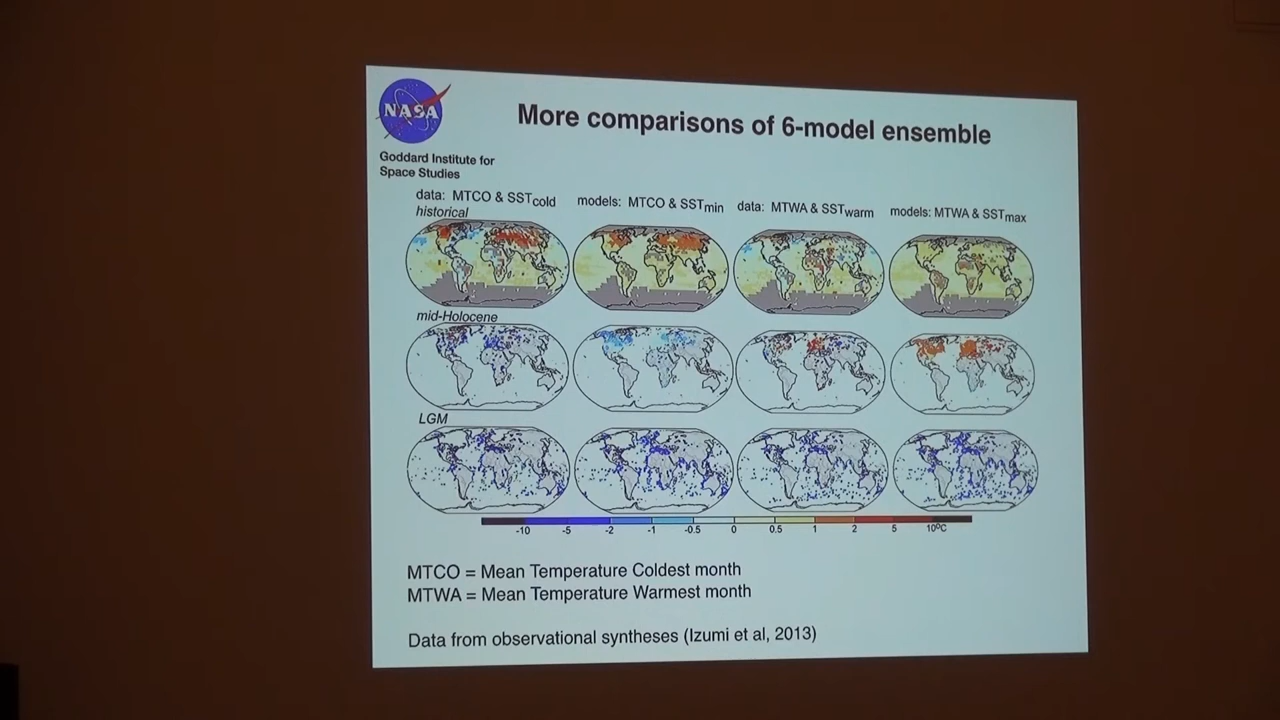 NASA
More comparisons of 6-model ensemble
Goddard Institute for
Space Studies
data: MTCO & SSTcold
models: MTCO & SSTmin
data: MTWA & SSTwarm
models: MTWA & SSTmax
historical
mid-Holocene
LGM
-10 -5 -2 -1 -0.5 0 0.5 1 2 5 10ºC
MTCO = Mean Temperature Coldest month
MTWA = Mean Temperature Warmest month
Data from observational syntheses (Izumi et al, 2013)